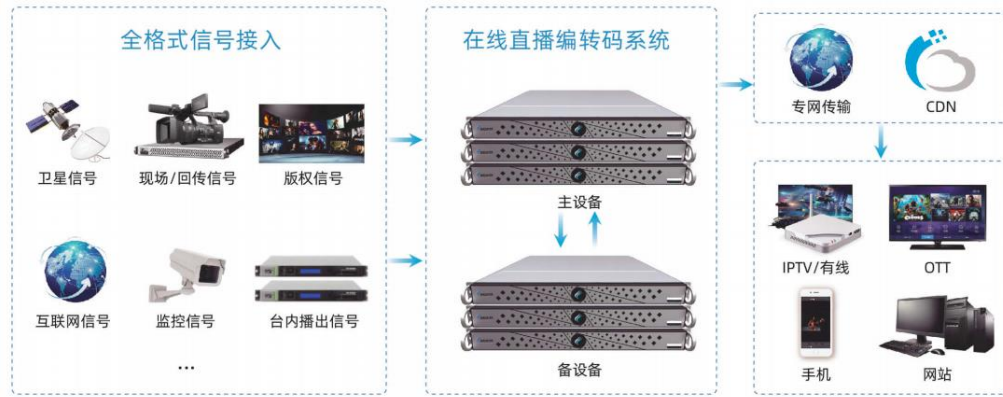 全格式信号接入
卫星信号
现场/回传信号
版权信号
互联网信号
监控信号
台内播出信号
...
在线直播编转码系统
主设备
备设备
专网传输
CDN
IPTV/有线
OTT
手机
网站